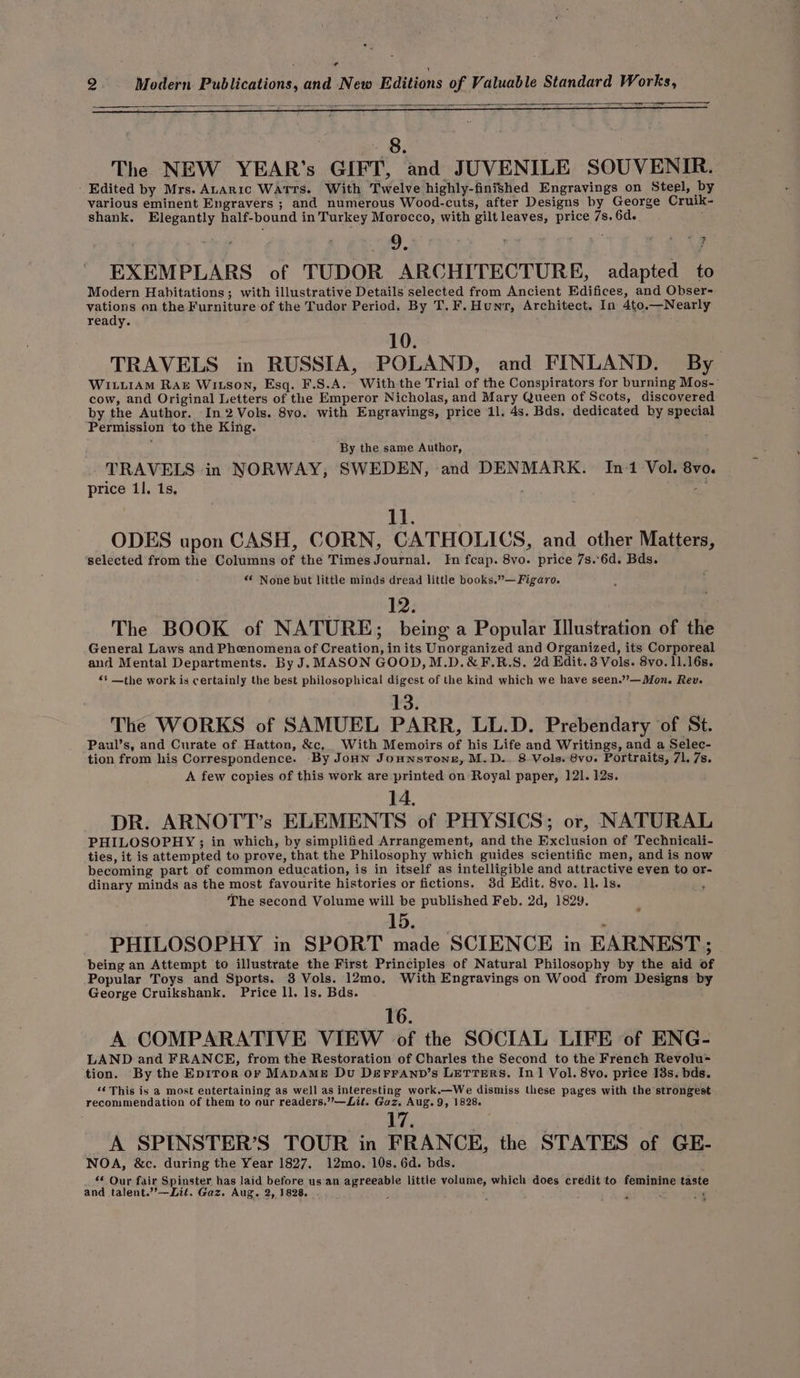 2 Modern Publications, and New Editions of Valuable Standard Works,
8.
The NEW YEAR's GIFT, and JUVENILE SOUVENIR.
Edited by Mrs. ALARIC WATTS. With Twelve highly-finished Engravings on Steel, by
various eminent Engravers; and numerous Wood-cuts, after Designs by George Cruik-
shank. Elegantly half-bound in Turkey Morocco, with gilt leaves, price 7s. 6d.
9.
EXEMPLARS of TUDOR ARCHITECTURE, adapted to
Modern Habitations; with illustrative Details selected from Ancient Edifices, and Obser-
vations on the Furniture of the Tudor Period. By T. F. HUNT, Architect. In 4to.—Nearly
ready.
10.
TRAVELS in RUSSIA, POLAND, and FINLAND. By
WILLIAM RAE WILSON, Esq. F.S.A. With the Trial of the Conspirators for burning Mos-
cow, and Original Letters of the Emperor Nicholas, and Mary Queen of Scots, discovered
by the Author. In 2 Vols. 8vo. with Engravings, price 1l. 4s. Bds. dedicated by special
Permission to the King.
By the same Author,
TRAVELS in NORWAY, SWEDEN, and DENMARK. In 1 Vol. 8vo.
price 1l. 1s.
11.
ODES upon CASH, CORN, CATHOLICS, and other Matters,
selected from the Columns of the Times Journal. In fcap. 8vo. price 7s. 6d. Bds.
“ None but little minds dread little books.”—Figaro.
12.
The BOOK of NATURE; being a Popular Illustration of the
General Laws and Phœnomena of Creation, in its Unorganized and Organized, its Corporeal
and Mental Departments. By J. MASON GOOD, M.D. & F.R.S. 2d Edit. 3 Vols. 8vo. 1l.16s.
“ —the work is certainly the best philosophical digest of the kind which we have seen.”—Mon. Rev.
13.
The WORKS of SAMUEL PARR, LL.D. Prebendary of St.
Paul's, and Curate of Hatton, &c. With Memoirs of his Life and Writings, and a Selec-
tion from his Correspondence. By JOHN JOHNSTONE, M.D. 8 Vols. 8vo. Portraits, 7l. 7s.
A few copies of this work are printed on Royal paper, 12l. 12s.
14.
DR. ARNOTT's ELEMENTS of PHYSICS; or, NATURAL
PHILOSOPHY; in which, by simplified Arrangement, and the Exclusion of Technicali-
ties, it is attempted to prove, that the Philosophy which guides scientific men, and is now
becoming part of common education, is in itself as intelligible and attractive even to or-
dinary minds as the most favourite histories or fictions. 3d Edit. 8vo. 1l. 1s.
The second Volume will be published Feb. 2d, 1829.
15.
PHILOSOPHY in SPORT made SCIENCE in EARNEST;
being an Attempt to illustrate the First Principles of Natural Philosophy by the aid of
Popular Toys and Sports. 3 Vols. 12mo. With Engravings on Wood from Designs by
George Cruikshank. Price 1l. 1s. Bds.
16.
A COMPARATIVE VIEW of the SOCIAL LIFE of ENG-
LAND and FRANCE, from the Restoration of Charles the Second to the French Revolu-
tion. By the EDITOR OF MADAME DU DEFFAND'S LETTERS. In 1 Vol. 8vo. price 13s. bds.
“ This is a most entertaining as well as interesting work.—We dismiss these pages with the strongest
recommendation of them to our readers.”—Lit. Gaz. Aug. 9, 1828.
17.
A SPINSTER'S TOUR in FRANCE, the STATES of GE-
NOA, &c. during the Year 1827. 12mo. 10s. 6d. bds.
“ Our fair Spinster has laid before us an agreeable little volume, which does credit to feminine taste
and talent.”—Lit. Gaz. Aug. 2, 1828.